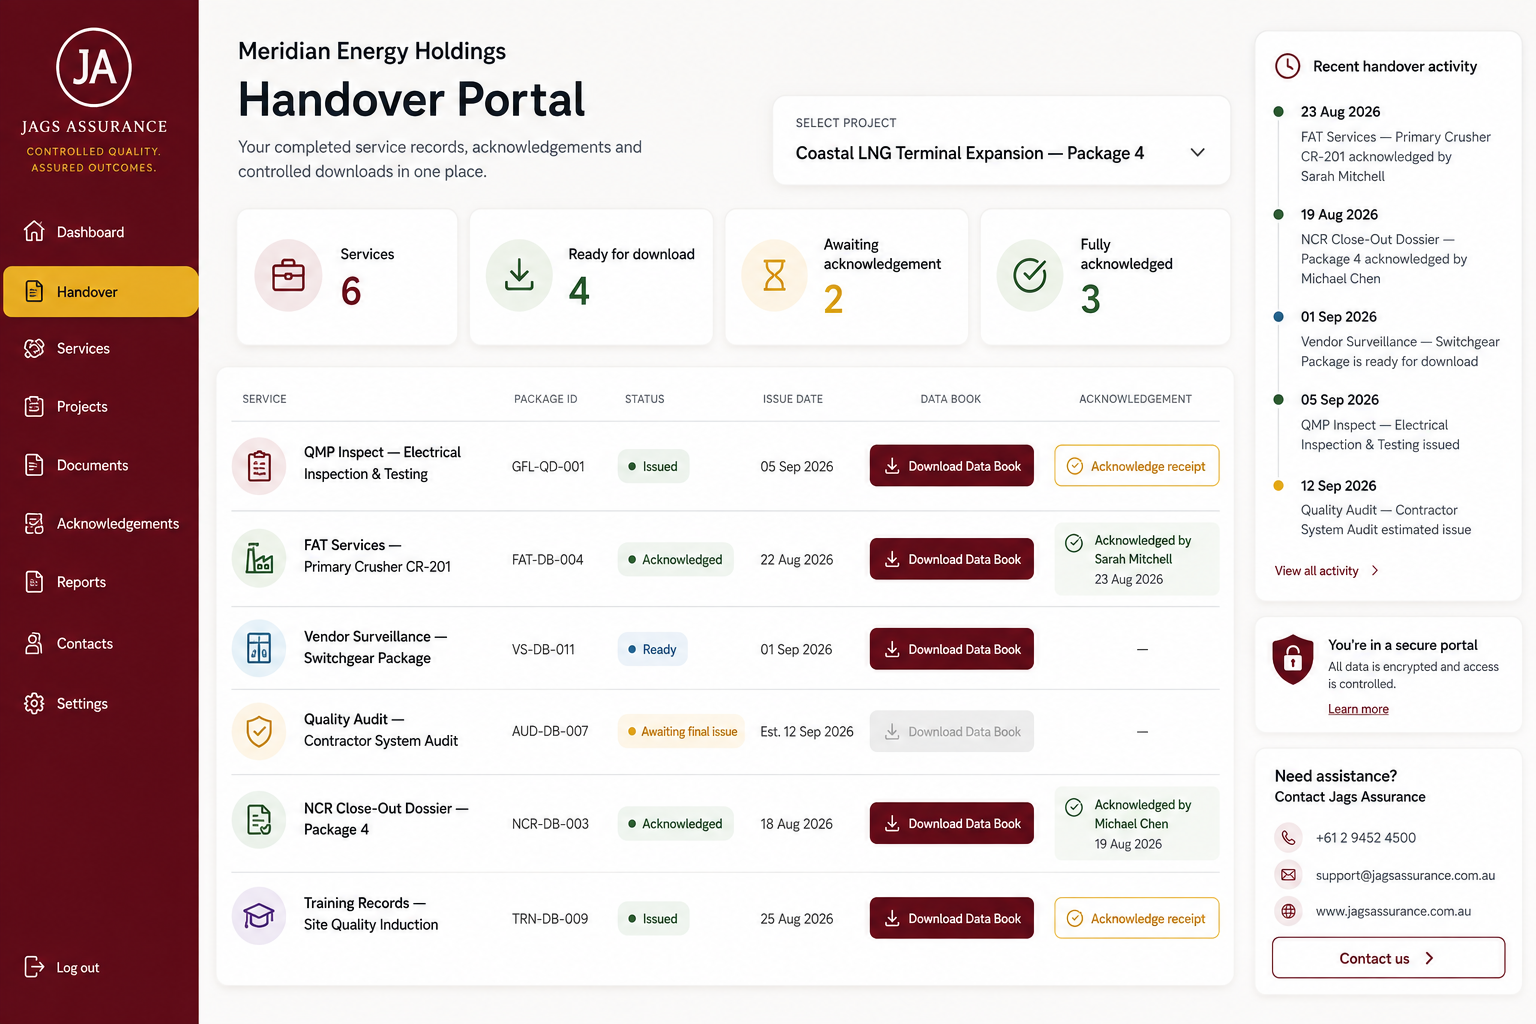 JA
JAGS ASSURANCE
CONTROLLED QUALITY.
ASSURED OUTCOMES.
Dashboard
Handover
Services
Projects
Documents
Acknowledgements
Reports
Contacts
Settings
Log out
Meridian Energy Holdings
Handover Portal
Your completed service records, acknowledgements and
controlled downloads in one place.
SELECT PROJECT
Coastal LNG Terminal Expansion — Package 4
Services
6
Ready for download
4
Awaiting
acknowledgement
2
Fully
acknowledged
3
SERVICE PACKAGE ID STATUS ISSUE DATE DATA BOOK ACKNOWLEDGEMENT
QMP Inspect — Electrical
Inspection & Testing
GFL-QD-001
Issued
05 Sep 2026
Download Data Book
Acknowledge receipt
FAT Services —
Primary Crusher CR-201
FAT-DB-004
Acknowledged
22 Aug 2026
Download Data Book
Acknowledged by
Sarah Mitchell
23 Aug 2026
Vendor Surveillance —
Switchgear Package
VS-DB-011
Ready
01 Sep 2026
Download Data Book
—
Quality Audit —
Contractor System Audit
AUD-DB-007
Awaiting final issue
Est. 12 Sep 2026
Download Data Book
—
NCR Close-Out Dossier —
Package 4
NCR-DB-003
Acknowledged
18 Aug 2026
Download Data Book
Acknowledged by
Michael Chen
19 Aug 2026
Training Records —
Site Quality Induction
TRN-DB-009
Issued
25 Aug 2026
Download Data Book
Acknowledge receipt
Recent handover activity
23 Aug 2026
FAT Services — Primary Crusher
CR-201 acknowledged by
Sarah Mitchell
19 Aug 2026
NCR Close-Out Dossier —
Package 4 acknowledged by
Michael Chen
01 Sep 2026
Vendor Surveillance — Switchgear
Package is ready for download
05 Sep 2026
QMP Inspect — Electrical
Inspection & Testing issued
12 Sep 2026
Quality Audit — Contractor
System Audit estimated issue
View all activity
You're in a secure portal
All data is encrypted and access
is controlled.
Learn more
Need assistance?
Contact Jags Assurance
+61 2 9452 4500
support@jagsassurance.com.au
www.jagsassurance.com.au
Contact us